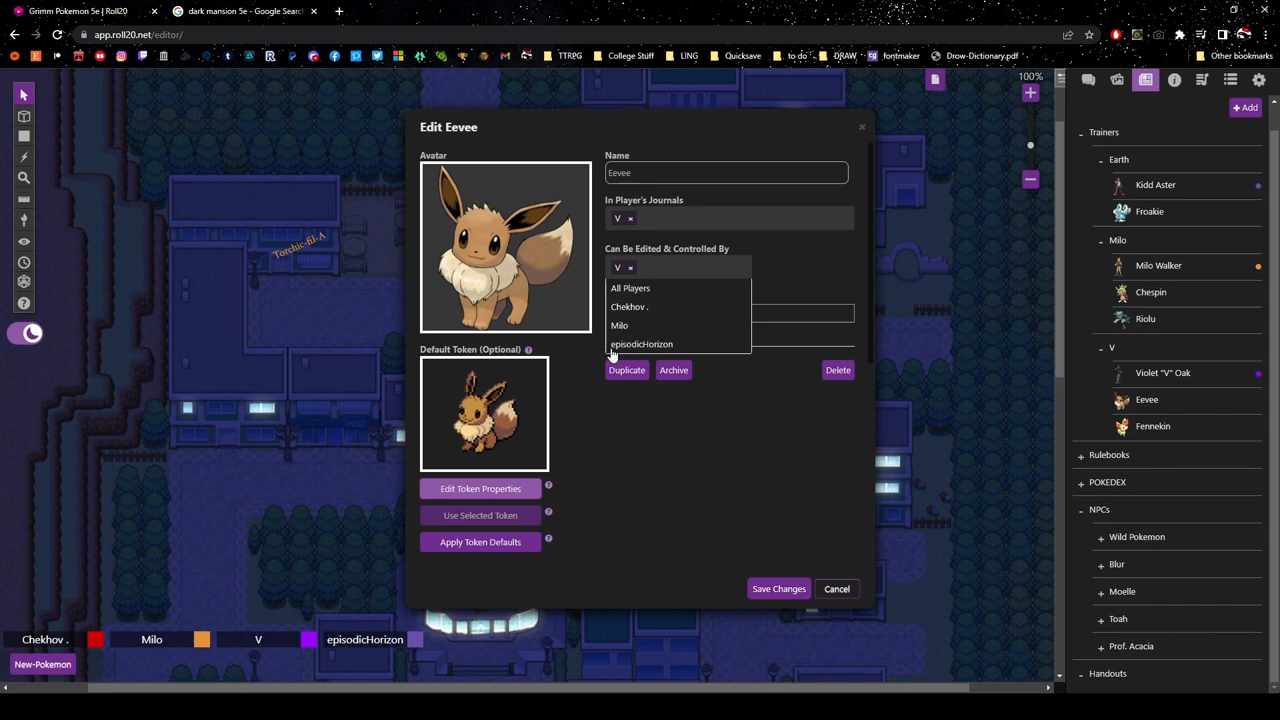 Grimm Pokemon 5e | Roll20
dark mansion 5e - Google Search
app.roll20.net/editor/
TTRPG
College Stuff
LING
Quicksave
to do
DRAW
fontmaker
Drow-Dictionary.pdf
Other bookmarks
100%
Torchic-fil-A
Edit Eevee
Avatar
Name
Eevee
In Player's Journals
V ×
Can Be Edited & Controlled By
V ×
All Players
Chekhov .
Milo
episodicHorizon
Default Token (Optional) ?
Duplicate
Archive
Delete
Edit Token Properties ?
Use Selected Token ?
Apply Token Defaults ?
Save Changes
Cancel
+ Add
Trainers
Earth
Kidd Aster
Froakie
Milo
Milo Walker
Chespin
Riolu
V
Violet "V" Oak
Eevee
Fennekin
Rulebooks
POKEDEX
NPCs
Wild Pokemon
Blur
Moelle
Toah
Prof. Acacia
Handouts
Chekhov .
Milo
V
episodicHorizon
New-Pokemon